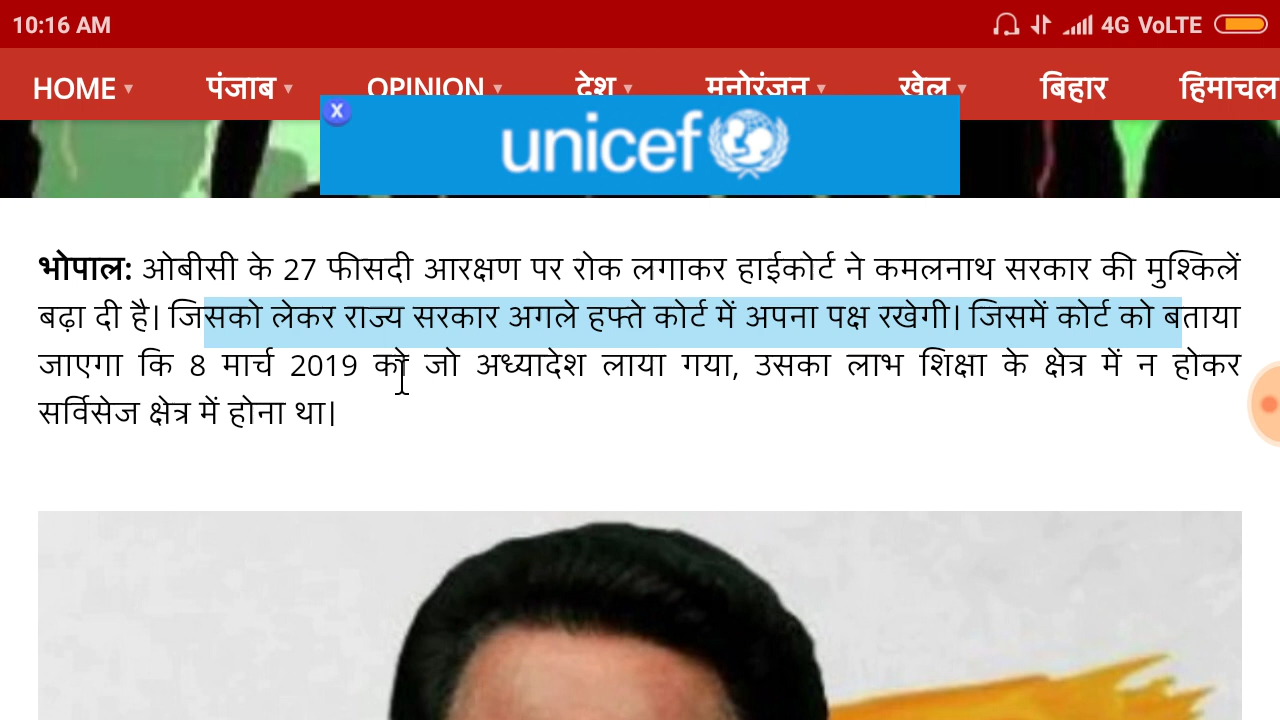 10:16 AM 4G VoLTE
HOME पंजाब OPINION देश मनोरंजन खेल बिहार हिमाचल
X
unicef
भोपाल: ओबीसी के 27 फीसदी आरक्षण पर रोक लगाकर हाईकोर्ट ने कमलनाथ सरकार की मुश्किलें
बढ़ा दी है। जिसको लेकर राज्य सरकार अगले हफ्ते कोर्ट में अपना पक्ष रखेगी। जिसमें कोर्ट को बताया
जाएगा कि 8 मार्च 2019 को जो अध्यादेश लाया गया, उसका लाभ शिक्षा के क्षेत्र में न होकर
सर्विसेज क्षेत्र में होना था।